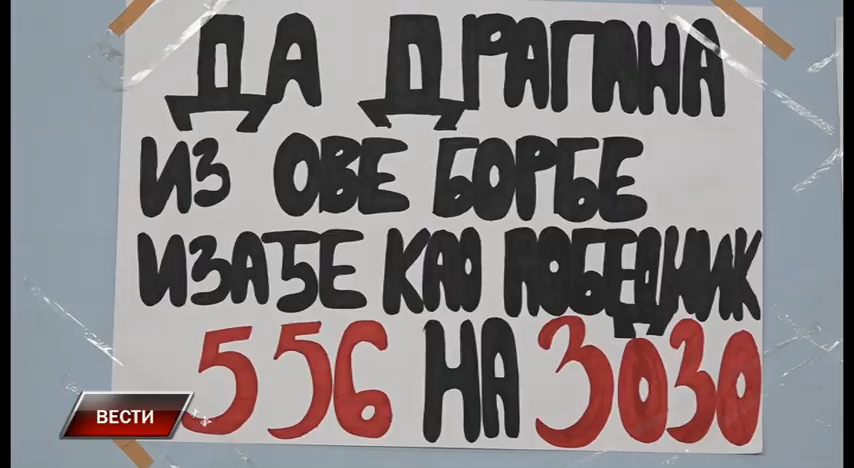 ДА ДРАГАНА
ИЗ ОВЕ БОРБЕ
ИЗАЂЕ КАО ПОБЕДНИК
556 НА 3030
ВЕСТИ